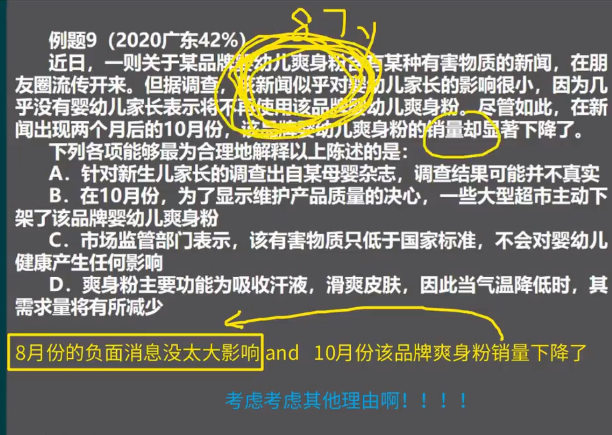 例题9（2020广东42%）
近日，一则关于某品牌婴幼儿爽身粉含有某种有害物质的新闻，在朋
友圈流传开来。但据调查，该新闻似乎对婴幼儿家长的影响很小，因为几
乎没有婴幼儿家长表示将不再使用该品牌婴幼儿爽身粉。尽管如此，在新
闻出现两个月后的10月份，该品牌婴幼儿爽身粉的销量却显著下降了。
下列各项能够最为合理地解释以上陈述的是：
A．针对新生儿家长的调查出自某母婴杂志，调查结果可能并不真实
B．在10月份，为了显示维护产品质量的决心，一些大型超市主动下
架了该品牌婴幼儿爽身粉
C．市场监管部门表示，该有害物质只低于国家标准，不会对婴幼儿
健康产生任何影响
D．爽身粉主要功能为吸收汗液，滑爽皮肤，因此当气温降低时，其
需求量将有所减少
8月份的负面消息没太大影响 and 10月份该品牌爽身粉销量下降了
考虑考虑其他理由啊！！！！